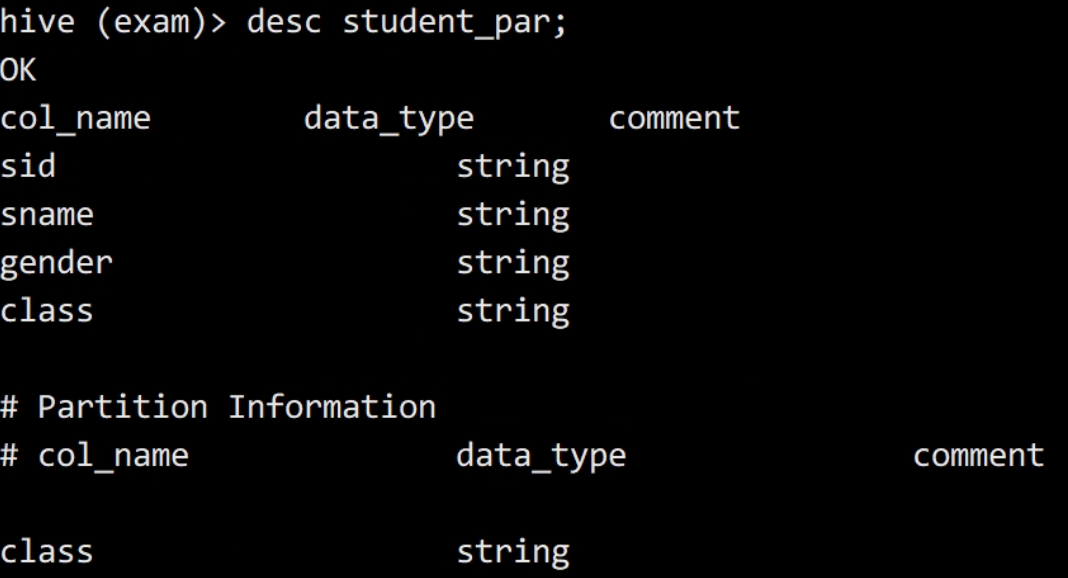 hive (exam)> desc student_par;
OK
col_name data_type comment
sid string
sname string
gender string
class string
# Partition Information
# col_name data_type comment
class string